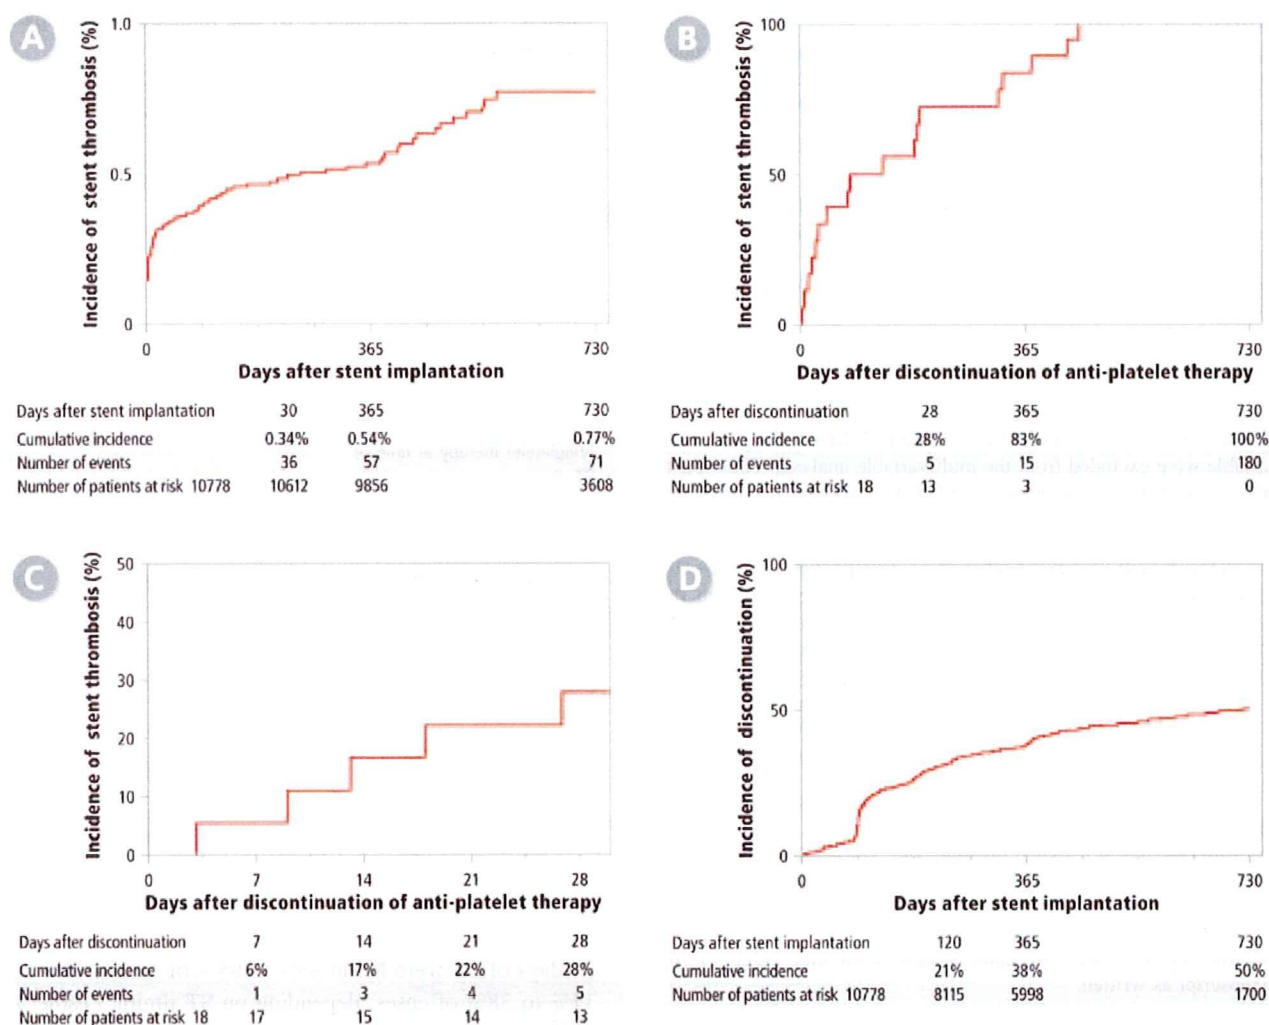 A
Incidence of stent thrombosis (%)
1.0
0.5
0
0 365 730
Days after stent implantation
Days after stent implantation 30 365 730
Cumulative incidence 0.34% 0.54% 0.77%
Number of events 36 57 71
Number of patients at risk 10778 10612 9856 3608
B
Incidence of stent thrombosis (%)
100
50
0
0 365 730
Days after discontinuation of anti-platelet therapy
Days after discontinuation 28 365 730
Cumulative incidence 28% 83% 100%
Number of events 5 15 180
Number of patients at risk 18 13 3 0
C
Incidence of stent thrombosis (%)
50
40
30
20
10
0
0 7 14 21 28
Days after discontinuation of anti-platelet therapy
Days after discontinuation 7 14 21 28
Cumulative incidence 6% 17% 22% 28%
Number of events 1 3 4 5
Number of patients at risk 18 17 15 14 13
D
Incidence of discontinuation (%)
100
50
0
0 365 730
Days after stent implantation
Days after stent implantation 120 365 730
Cumulative incidence 21% 38% 50%
Number of patients at risk 10778 8115 5998 1700